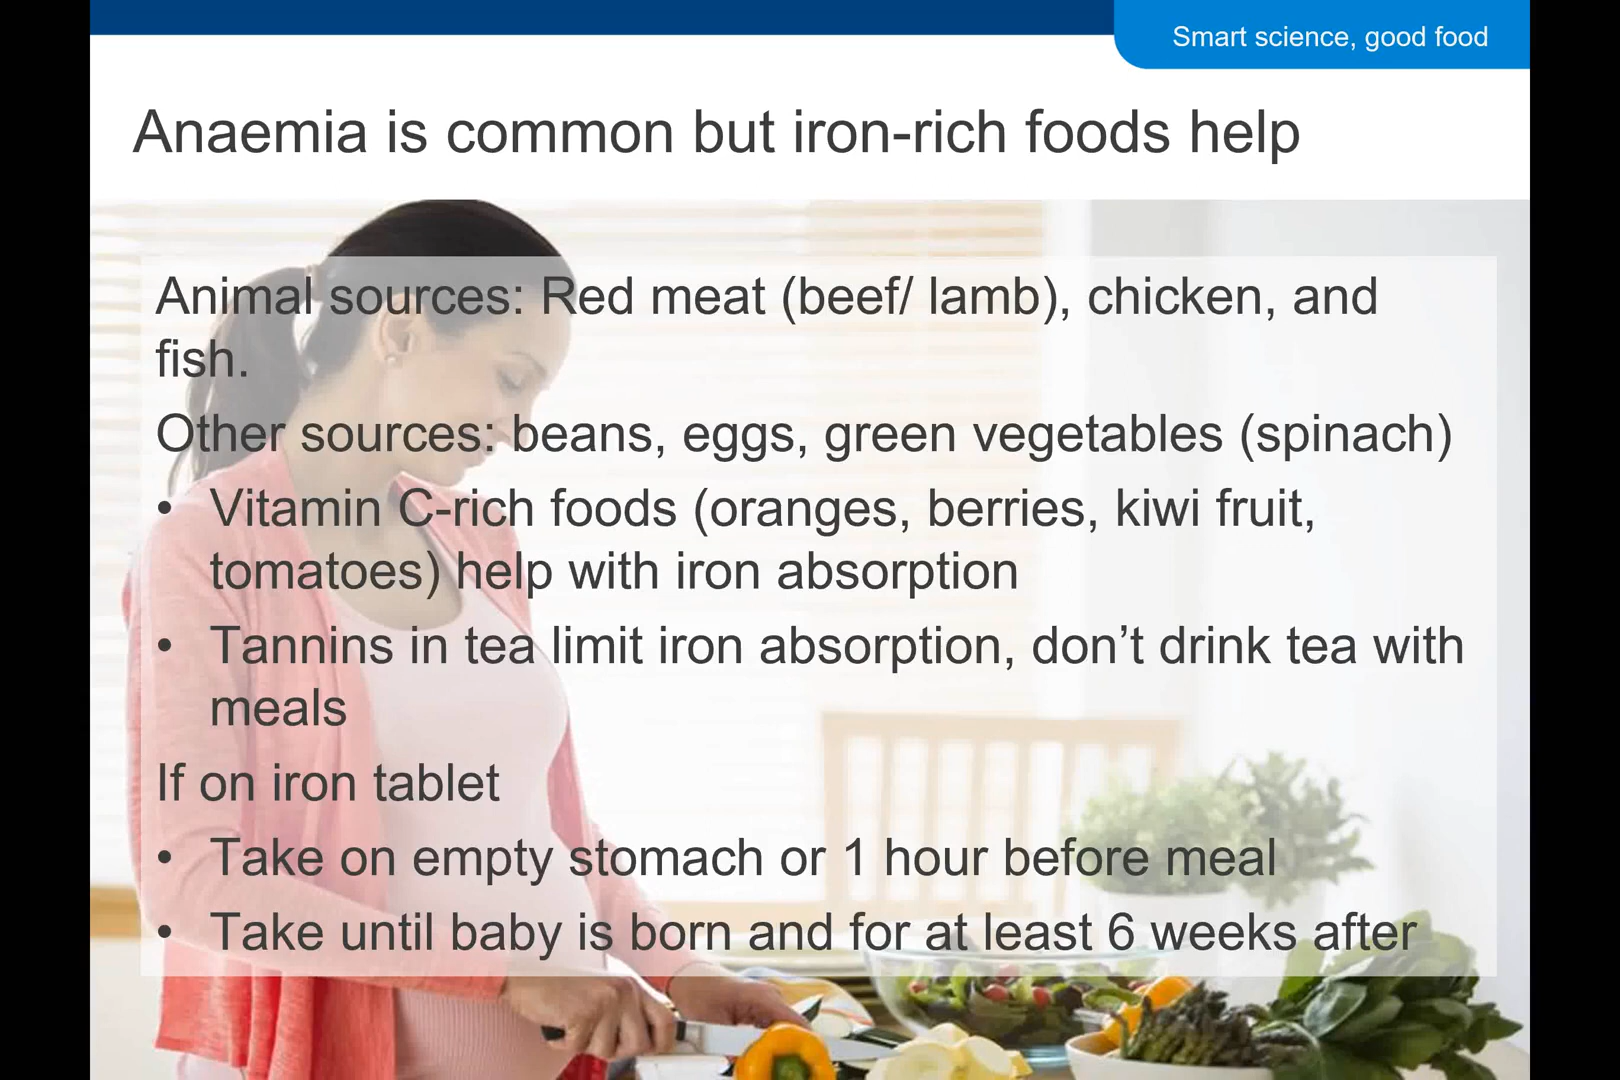 Smart science, good food
Anaemia is common but iron-rich foods help
Animal sources: Red meat (beef/ lamb), chicken, and
fish.
Other sources: beans, eggs, green vegetables (spinach)
• Vitamin C-rich foods (oranges, berries, kiwi fruit,
tomatoes) help with iron absorption
• Tannins in tea limit iron absorption, don’t drink tea with
meals
If on iron tablet
• Take on empty stomach or 1 hour before meal
• Take until baby is born and for at least 6 weeks after